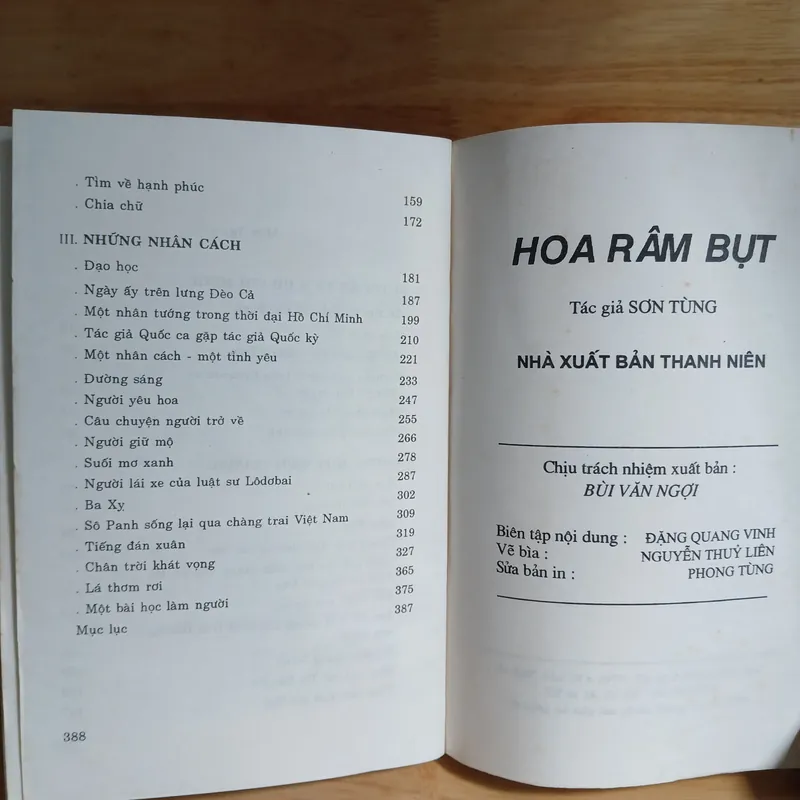 . Tìm về hạnh phúc 159
. Chia chữ 172
III. NHỮNG NHÂN CÁCH
. Đạo học 181
. Ngày ấy trên lưng Đèo Cả 187
. Một nhân tướng trong thời đại Hồ Chí Minh 199
. Tác giả Quốc ca gặp tác giả Quốc kỳ 210
. Một nhân cách - một tình yêu 221
. Đường sáng 233
. Người yêu hoa 247
. Câu chuyện người trở về 255
. Người giữ mộ 266
. Suối mơ xanh 278
. Người lái xe của luật sư Lôdơbai 287
. Ba Xỵ 302
. Sô Panh sống lại qua chàng trai Việt Nam 309
. Tiếng đàn xuân 319
. Chân trời khát vọng 327
. Lá thơm rơi 365
. Một bài học làm người 375
Mục lục 387
388
HOA RÂM BỤT
Tác giả SƠN TÙNG
NHÀ XUẤT BẢN THANH NIÊN
Chịu trách nhiệm xuất bản :
BÙI VĂN NGỢI
Biên tập nội dung : ĐẶNG QUANG VINH
Vẽ bìa : NGUYỄN THUỶ LIÊN
Sửa bản in : PHONG TÙNG